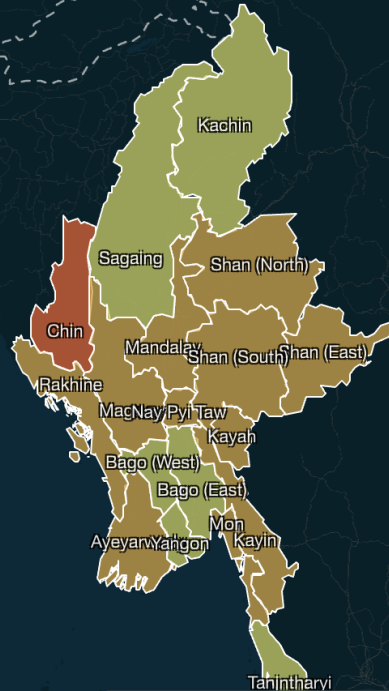 Kachin
Sagaing
Shan (North)
Chin
Mandalay
Shan (South)
Shan (East)
Rakhine
Nay Pyi Taw
Kayah
Bago (West)
Bago (East)
Mon
Kayin
Yangon
Tanintharyi